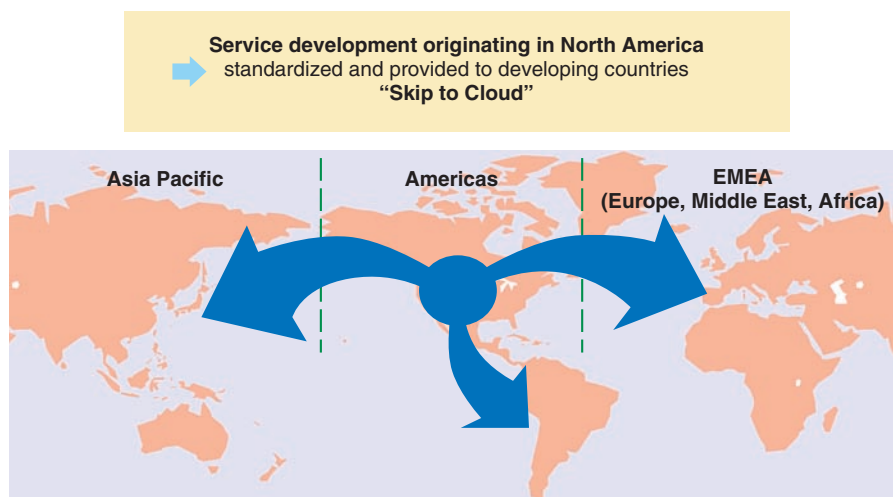 Service development originating in North America
standardized and provided to developing countries
“Skip to Cloud”
Asia Pacific
Americas
EMEA
(Europe, Middle East, Africa)